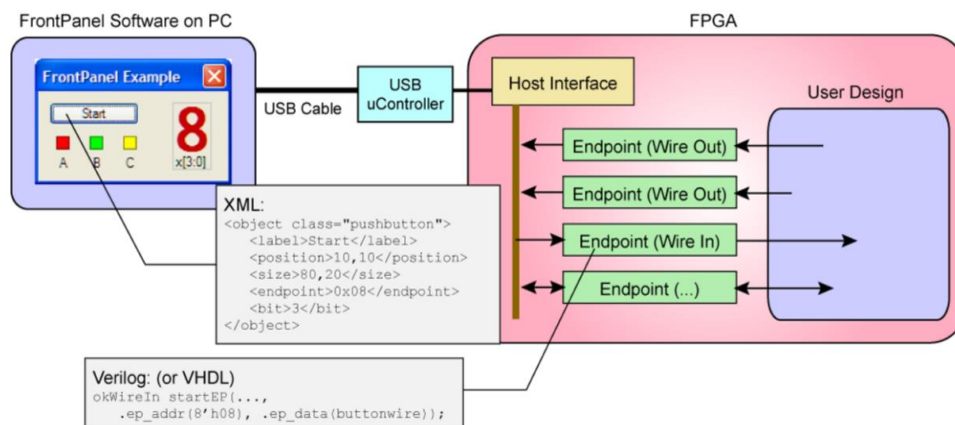 FrontPanel Software on PC
FPGA
FrontPanel Example
Start
A B C
8
x[3:0]
USB Cable
USB
uController
Host Interface
User Design
Endpoint (Wire Out)
Endpoint (Wire Out)
Endpoint (Wire In)
Endpoint (...)
XML:
<object class="pushbutton">
   <label>Start</label>
   <position>10,10</position>
   <size>80,20</size>
   <endpoint>0x08</endpoint>
   <bit>3</bit>
</object>
Verilog: (or VHDL)
okWireIn startEP(...,
   .ep_addr(8’h08), .ep_data(buttonwire));